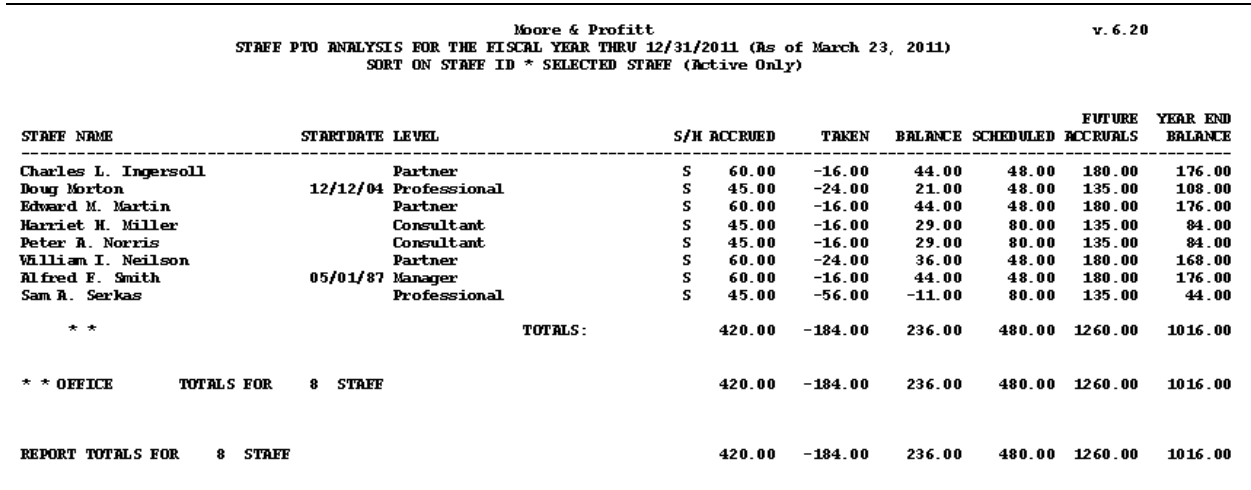 Moore & Profitt v.6.20
STAFF PTO ANALYSIS FOR THE FISCAL YEAR THRU 12/31/2011 (As of March 23, 2011)
SORT ON STAFF ID * SELECTED STAFF (Active Only)
FUTURE YEAR END
STAFF NAME STARTDATE LEVEL S/H ACCRUED TAKEN BALANCE SCHEDULED ACCRUALS BALANCE
Charles L. Ingersoll Partner S 60.00 -16.00 44.00 48.00 180.00 176.00
Doug Morton 12/12/04 Professional S 45.00 -24.00 21.00 48.00 135.00 108.00
Edward M. Martin Partner S 60.00 -16.00 44.00 48.00 180.00 176.00
Harriet H. Miller Consultant S 45.00 -16.00 29.00 80.00 135.00 84.00
Peter A. Norris Consultant S 45.00 -16.00 29.00 80.00 135.00 84.00
William I. Neilson Partner S 60.00 -24.00 36.00 48.00 180.00 168.00
Alfred F. Smith 05/01/87 Manager S 60.00 -16.00 44.00 48.00 180.00 176.00
Sam A. Serkas Professional S 45.00 -56.00 -11.00 80.00 135.00 44.00
* * TOTALS: 420.00 -184.00 236.00 480.00 1260.00 1016.00
* * OFFICE TOTALS FOR 8 STAFF 420.00 -184.00 236.00 480.00 1260.00 1016.00
REPORT TOTALS FOR 8 STAFF 420.00 -184.00 236.00 480.00 1260.00 1016.00